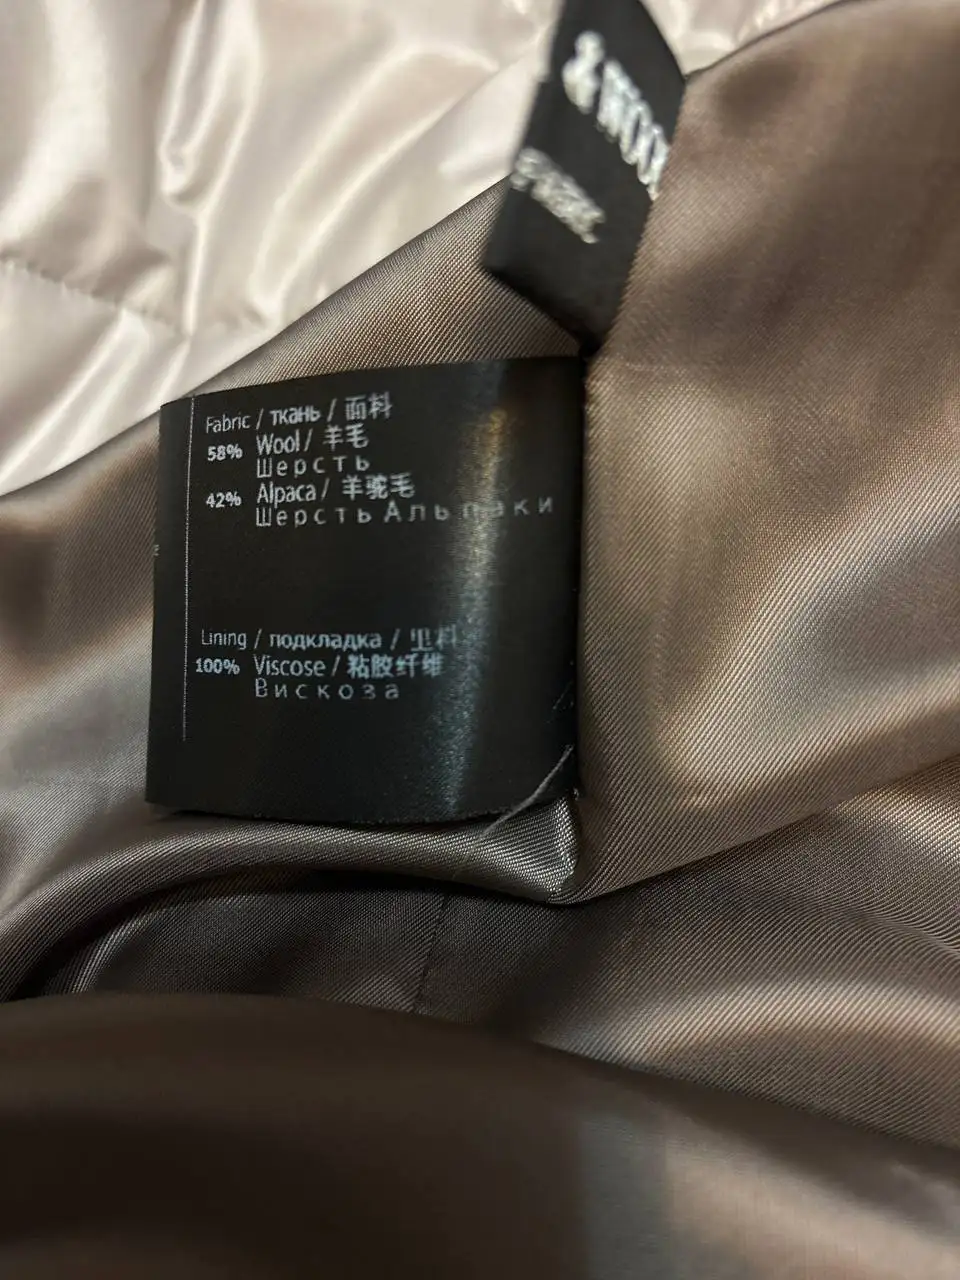 Fabric / ткань / 面料
58% Wool / 羊毛
Шерсть
42% Alpaca / 羊驼毛
Шерсть Альпаки
Lining / подкладка / 里料
100% Viscose / 粘胶纤维
Вискоза